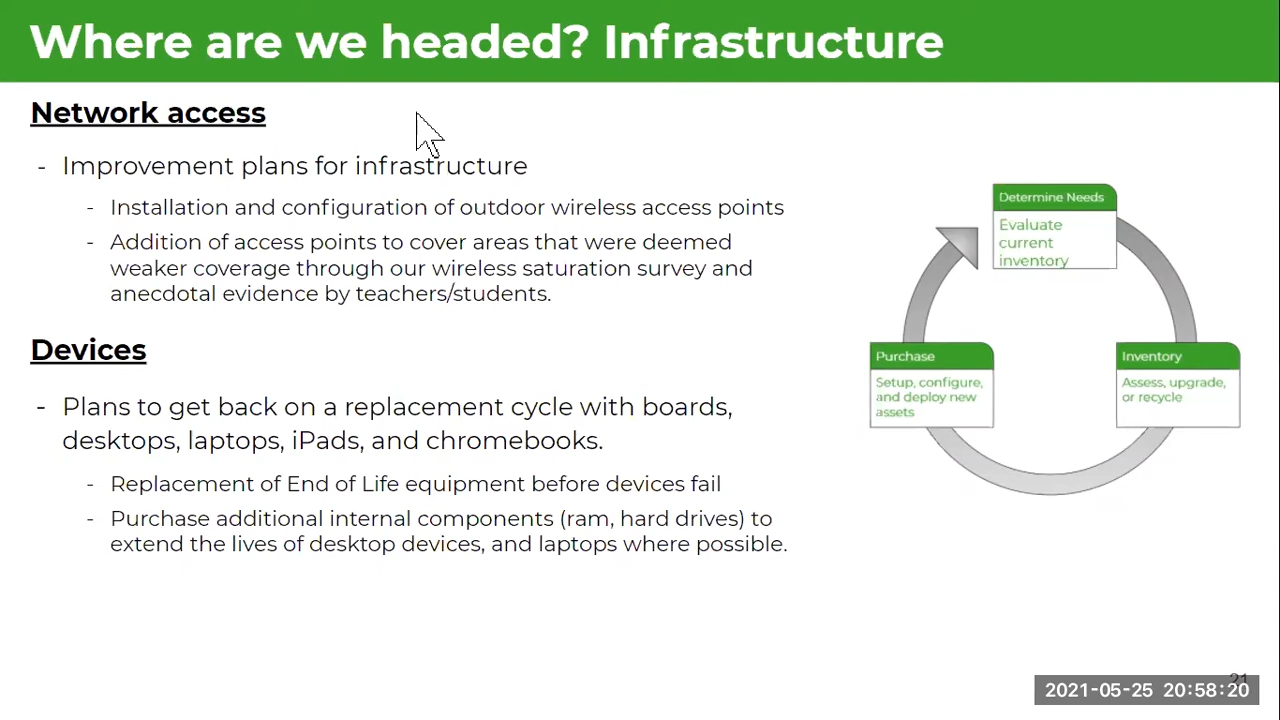 Where are we headed? Infrastructure
Network access
- Improvement plans for infrastructure
- Installation and configuration of outdoor wireless access points
- Addition of access points to cover areas that were deemed
weaker coverage through our wireless saturation survey and
anecdotal evidence by teachers/students.
Devices
- Plans to get back on a replacement cycle with boards,
desktops, laptops, iPads, and chromebooks.
- Replacement of End of Life equipment before devices fail
- Purchase additional internal components (ram, hard drives) to
extend the lives of desktop devices, and laptops where possible.
Determine Needs
Evaluate
current
inventory
Inventory
Assess, upgrade,
or recycle
Purchase
Setup, configure,
and deploy new
assets
21
2021-05-25 20:58:20